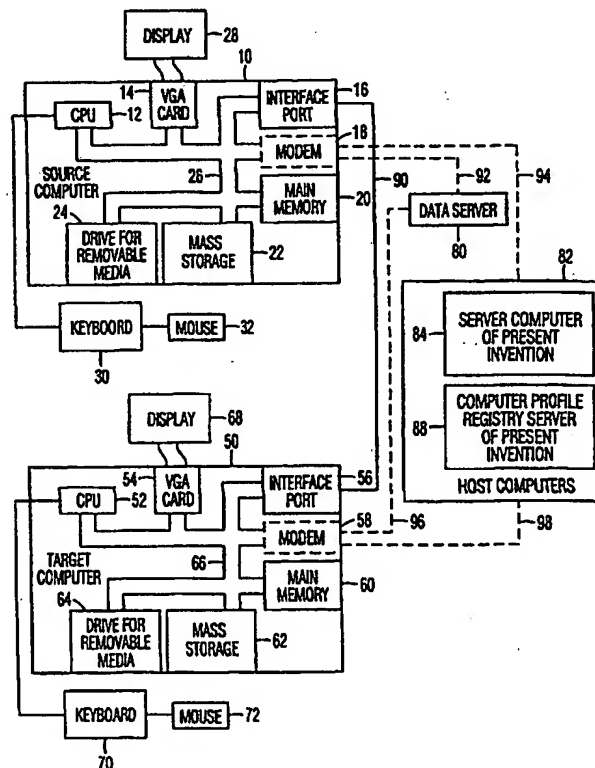 DISPLAY
28
10
14
VGA
CARD
INTERFACE
PORT
16
CPU
12
18
MODEM
SOURCE
COMPUTER
26
90
92
94
MAIN
MEMORY
20
DATA SERVER
80
24
DRIVE FOR
REMOVABLE
MEDIA
MASS
STORAGE
22
82
KEYBOORD
MOUSE
32
30
84
SERVER COMPUTER
OF PRESENT
INVENTION
DISPLAY
68
88
COMPUTER PROFILE
REGISTRY SERVER
OF PRESENT
INVENTION
HOST COMPUTERS
50
54
VGA
CARD
INTERFACE
PORT
56
CPU
52
58
MODEM
96
98
TARGET
COMPUTER
66
MAIN
MEMORY
60
64
DRIVE FOR
REMOVABLE
MEDIA
MASS
STORAGE
62
KEYBOARD
MOUSE
72
70